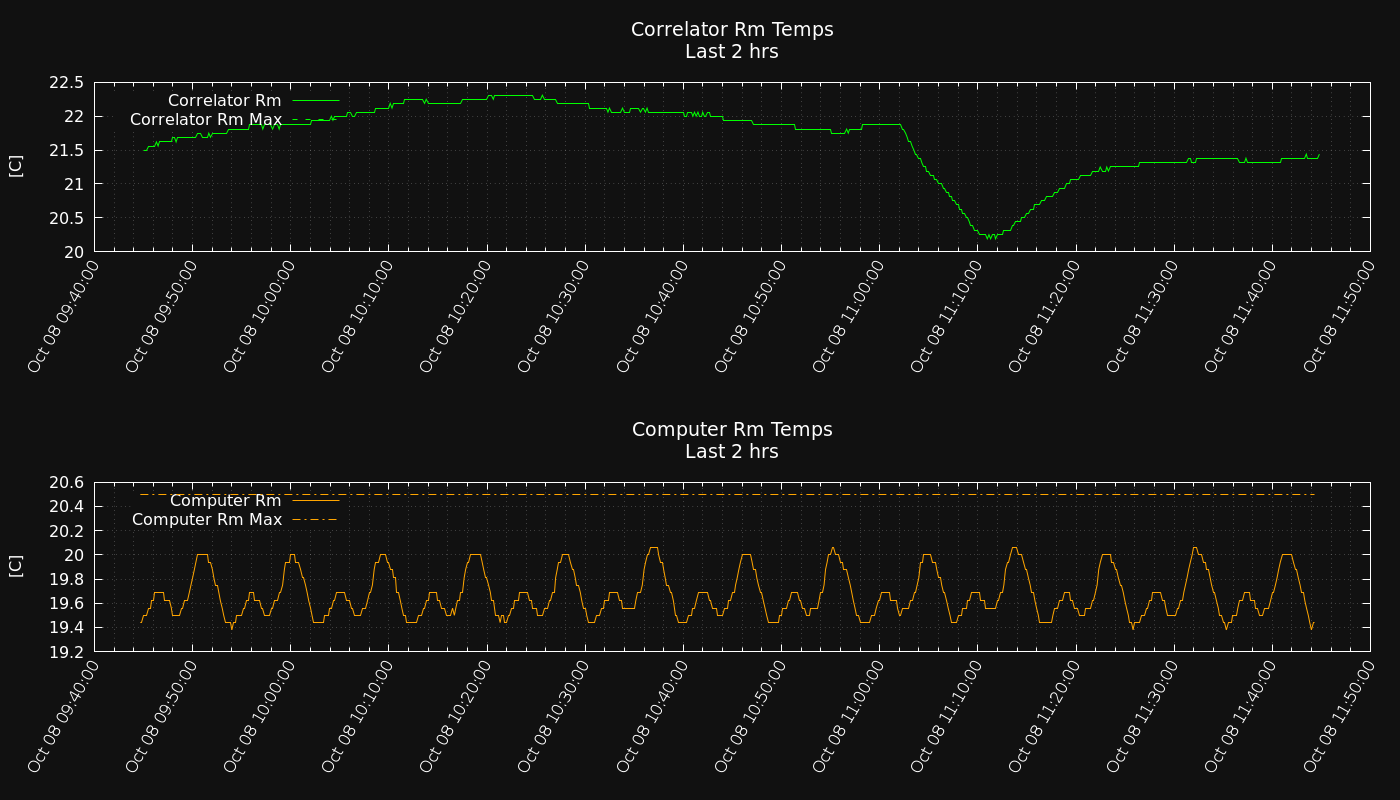 Correlator Rm Temps
Last 2 hrs
22.5
22
21.5
21
20.5
20
[C]
Correlator Rm
Correlator Rm Max
Oct 08 09:40:00
Oct 08 09:50:00
Oct 08 10:00:00
Oct 08 10:10:00
Oct 08 10:20:00
Oct 08 10:30:00
Oct 08 10:40:00
Oct 08 10:50:00
Oct 08 11:00:00
Oct 08 11:10:00
Oct 08 11:20:00
Oct 08 11:30:00
Oct 08 11:40:00
Oct 08 11:50:00
Computer Rm Temps
Last 2 hrs
20.6
20.4
20.2
20
19.8
19.6
19.4
19.2
[C]
Computer Rm
Computer Rm Max
Oct 08 09:40:00
Oct 08 09:50:00
Oct 08 10:00:00
Oct 08 10:10:00
Oct 08 10:20:00
Oct 08 10:30:00
Oct 08 10:40:00
Oct 08 10:50:00
Oct 08 11:00:00
Oct 08 11:10:00
Oct 08 11:20:00
Oct 08 11:30:00
Oct 08 11:40:00
Oct 08 11:50:00